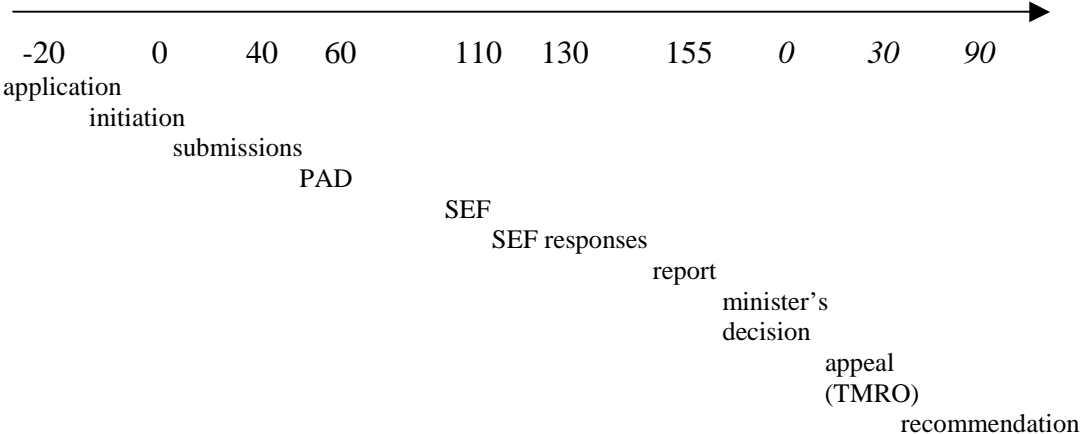 -20 0 40 60 110 130 155 0 30 90
application
initiation
submissions
PAD
SEF
SEF responses
report
minister’s
decision
appeal
(TMRO)
recommendation